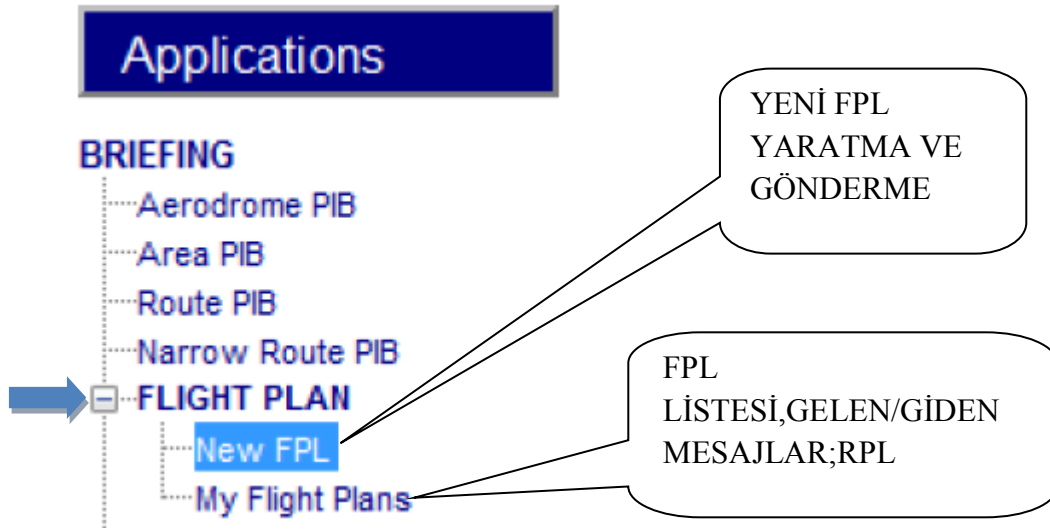 Applications
BRIEFING
Aerodrome PIB
Area PIB
Route PIB
Narrow Route PIB
FLIGHT PLAN
New FPL
My Flight Plans
YENİ FPL
YARATMA VE
GÖNDERME
FPL
LİSTESİ,GELEN/GİDEN
MESAJLAR;RPL